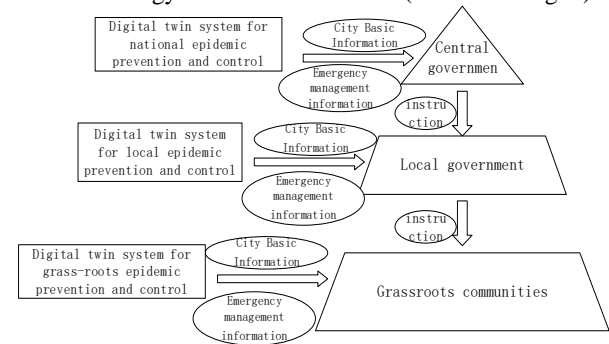 Digital twin system for
national epidemic
prevention and control
City Basic
Information
Emergency
management
information
Central
governmen
instru
ction
Digital twin system
for local epidemic
prevention and control
City Basic
Information
Emergency
management
information
Local government
instru
ction
Digital twin system for
grass-roots epidemic
prevention and control
City Basic
Information
Emergency
management
information
Grassroots communities